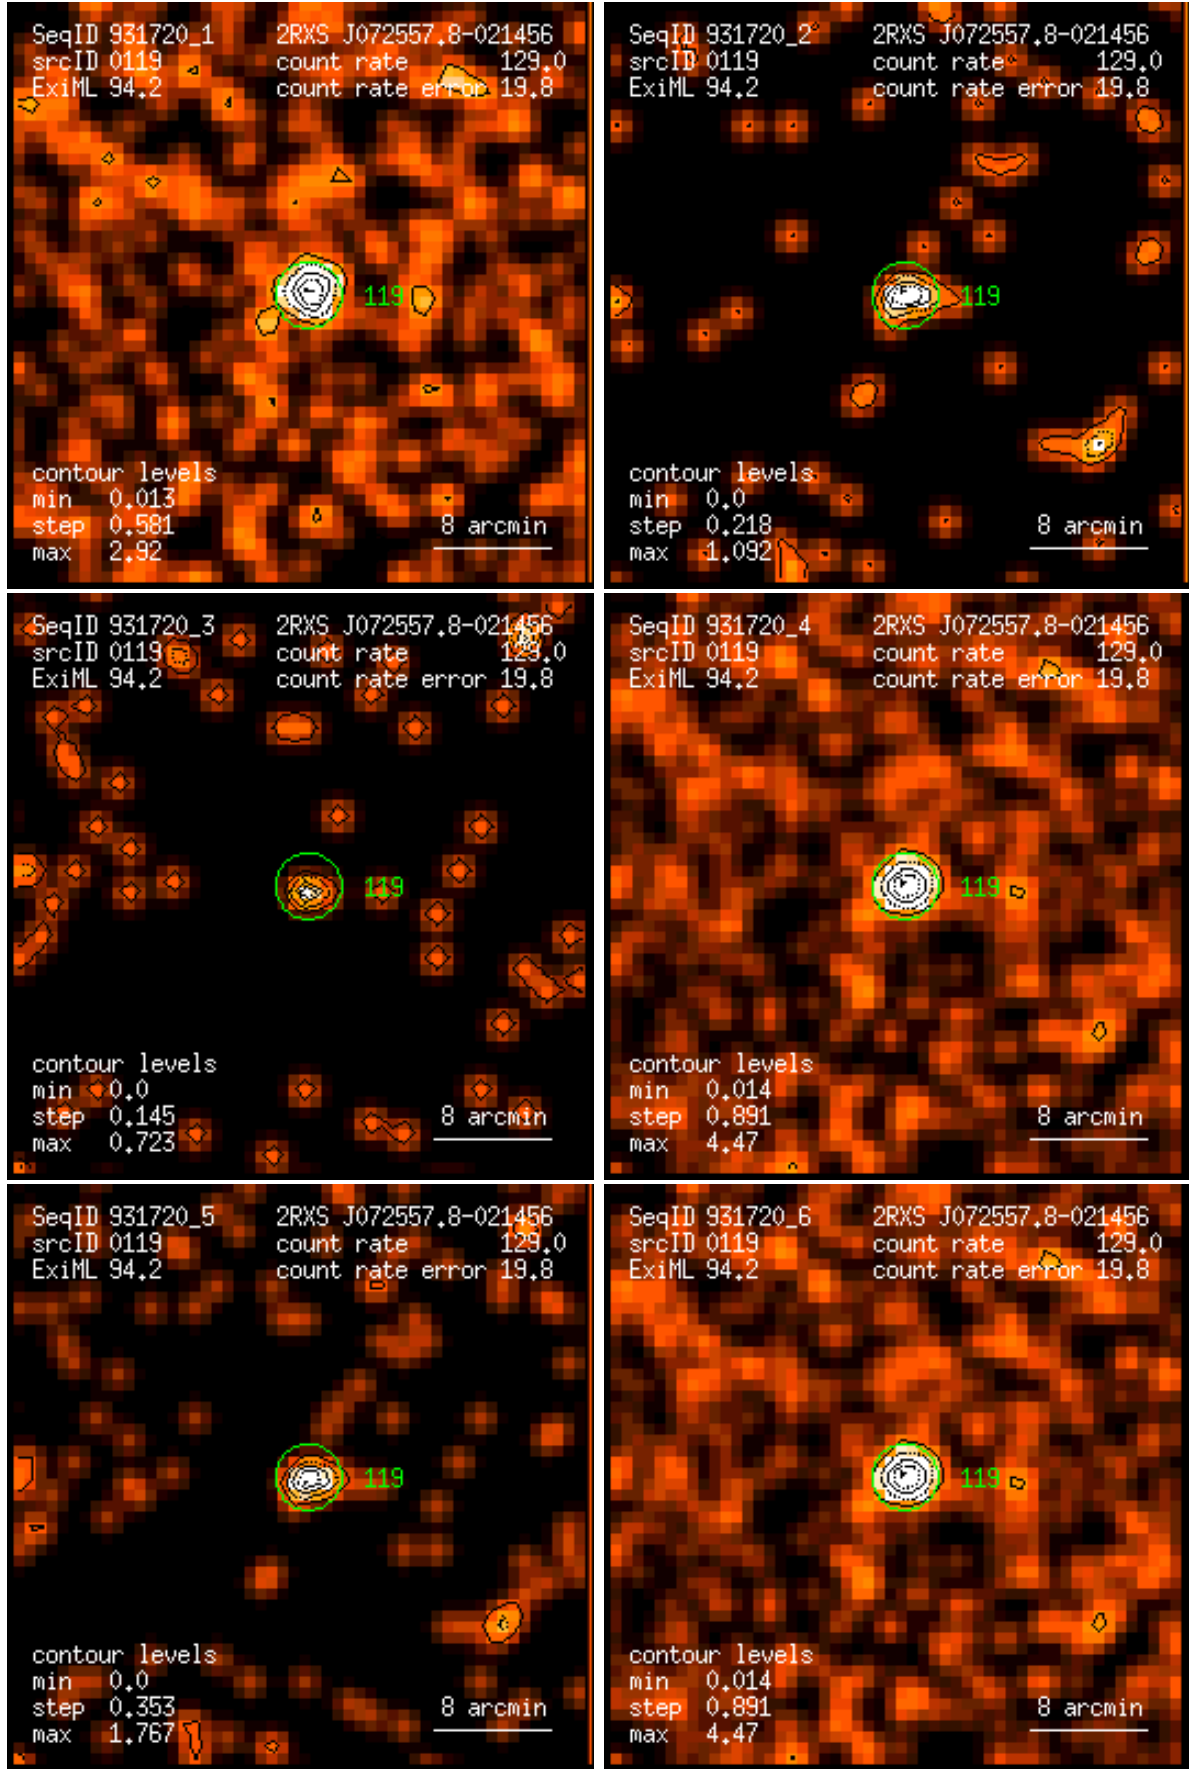 SeqID 931720_1 2RXS J072557.8-021456
srcID 0119 count rate 129.0
ExiML 94.2 count rate error 19.8
119
contour levels
min 0.013
step 0.581 8 arcmin
max 2.92
SeqID 931720_2 2RXS J072557.8-021456
srcID 0119 count rate 129.0
ExiML 94.2 count rate error 19.8
119
contour levels
min 0.0
step 0.218 8 arcmin
max 1.092
SeqID 931720_3 2RXS J072557.8-021456
srcID 0119 count rate 129.0
ExiML 94.2 count rate error 19.8
119
contour levels
min 0.0
step 0.145 8 arcmin
max 0.723
SeqID 931720_4 2RXS J072557.8-021456
srcID 0119 count rate 129.0
ExiML 94.2 count rate error 19.8
119
contour levels
min 0.014
step 0.891 8 arcmin
max 4.47
SeqID 931720_5 2RXS J072557.8-021456
srcID 0119 count rate 129.0
ExiML 94.2 count rate error 19.8
119
contour levels
min 0.0
step 0.353 8 arcmin
max 1.767
SeqID 931720_6 2RXS J072557.8-021456
srcID 0119 count rate 129.0
ExiML 94.2 count rate error 19.8
119
contour levels
min 0.014
step 0.891 8 arcmin
max 4.47